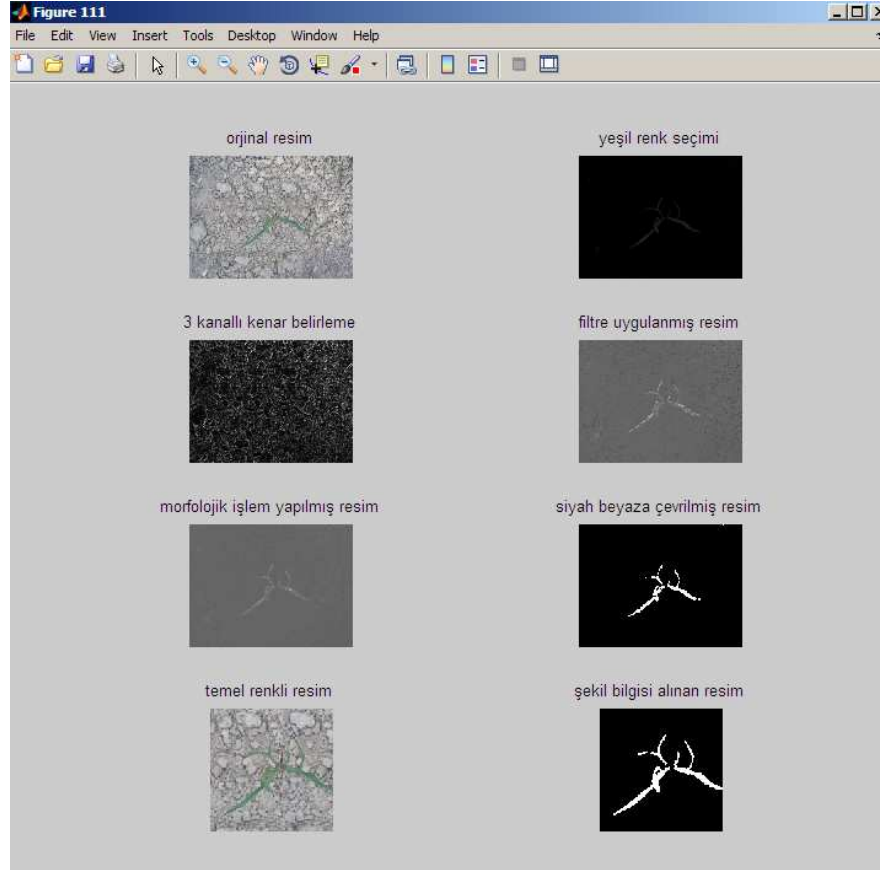 Figure 111
File Edit View Insert Tools Desktop Window Help
orjinal resim
yeşil renk seçimi
3 kanallı kenar belirleme
filtre uygulanmış resim
morfolojik işlem yapılmış resim
siyah beyaza çevrilmiş resim
temel renkli resim
şekil bilgisi alınan resim